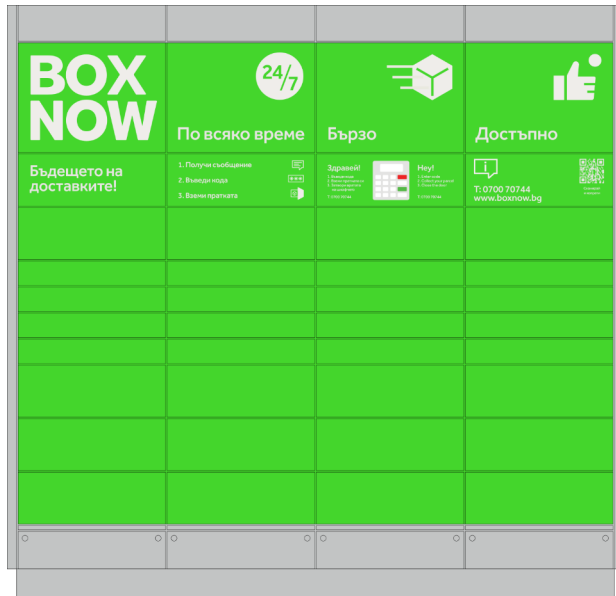 BOX
NOW
24/7
По всяко време
Бързо
Достъпно
Бъдещето на
доставките!
1. Получи съобщение
2. Въведи кода
3. Вземи пратката
Здравей!
Hey!
T: 0700 70744
www.boxnow.bg